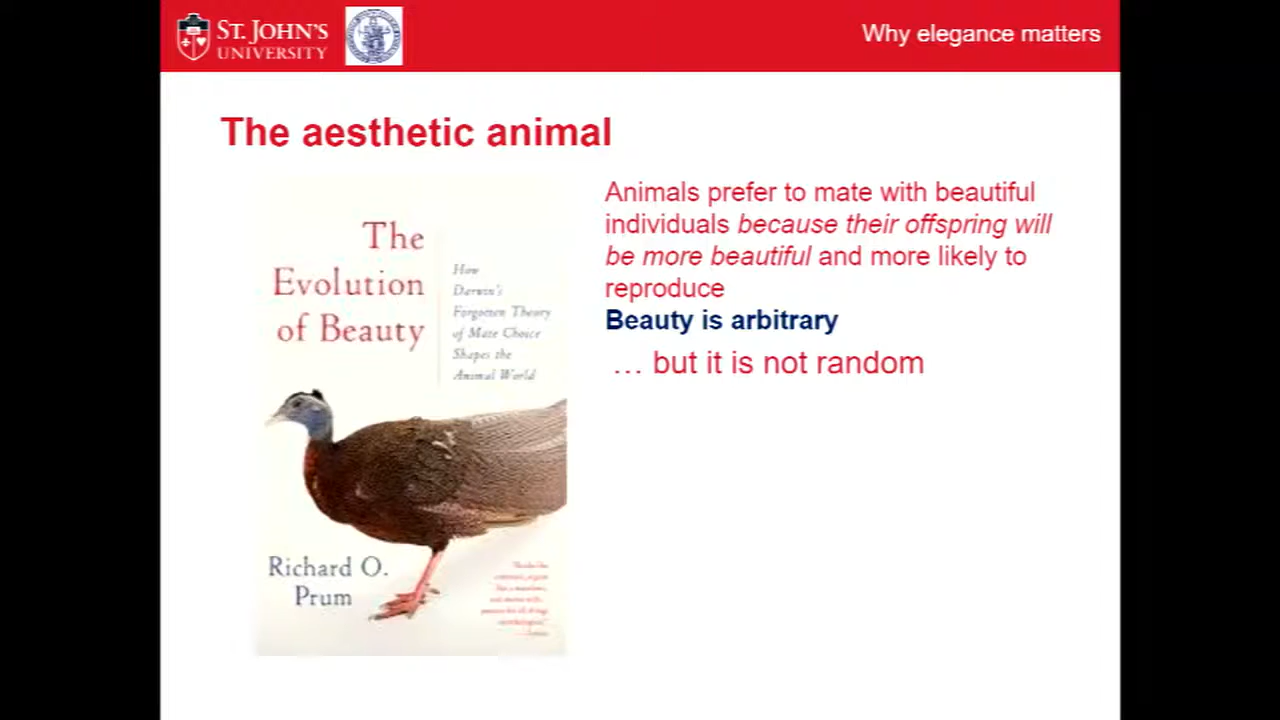 ST. JOHN'S
UNIVERSITY
Why elegance matters
The aesthetic animal
The
Evolution
of Beauty
How
Darwin's
Forgotten Theory
of Mate Choice
Shapes the
Animal World
Richard O.
Prum
Animals prefer to mate with beautiful
individuals because their offspring will
be more beautiful and more likely to
reproduce
Beauty is arbitrary
… but it is not random